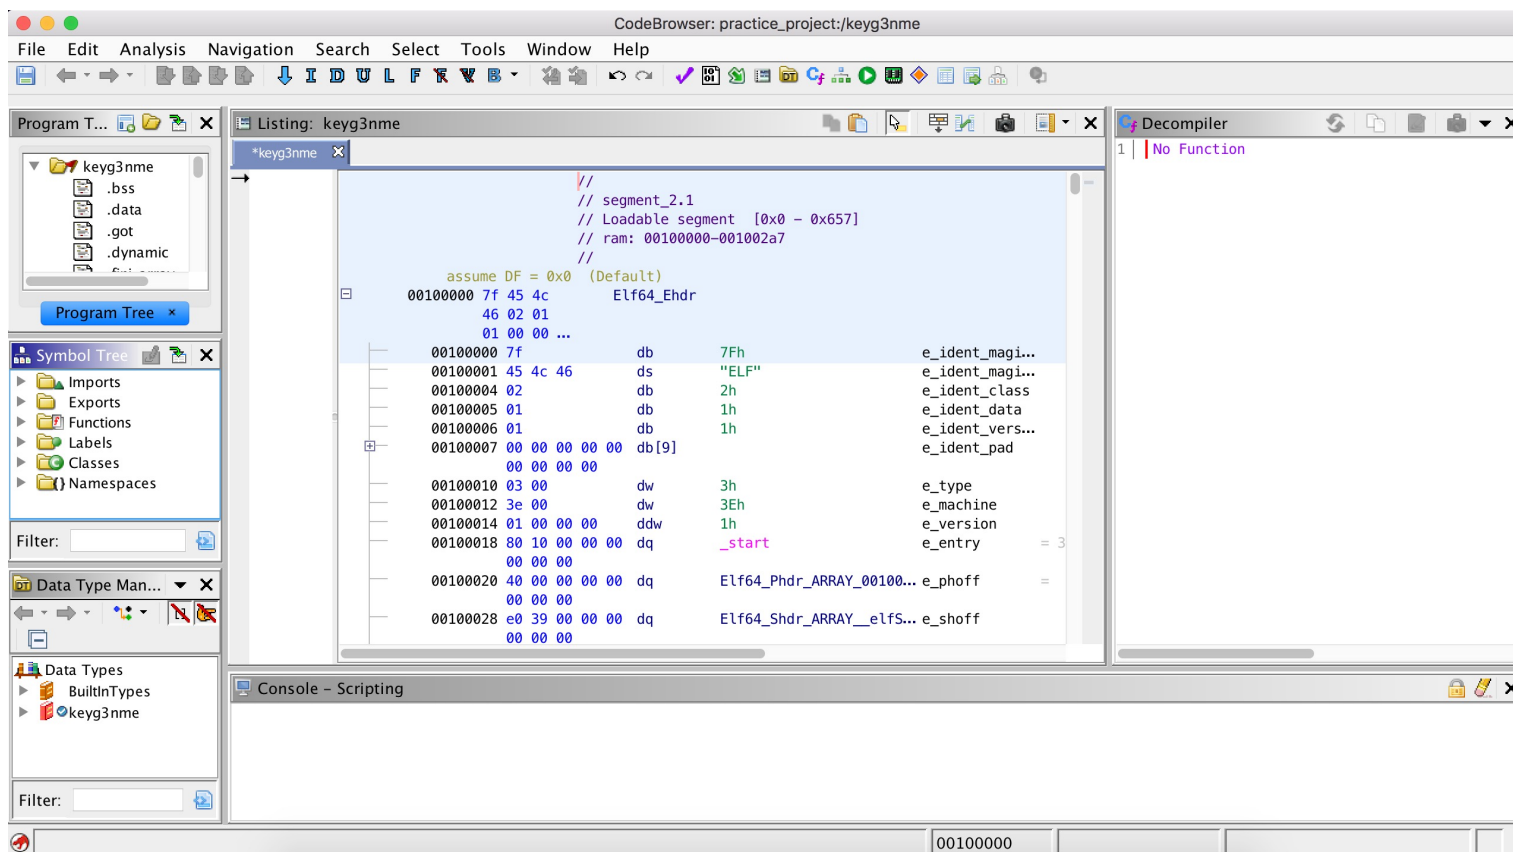 CodeBrowser: practice_project:/keyg3nme
File Edit Analysis Navigation Search Select Tools Window Help
I D U L F B
Program T...
keyg3nme
.bss
.data
.got
.dynamic
Program Tree ×
Symbol Tree
Imports
Exports
Functions
Labels
Classes
Namespaces
Filter:
Data Type Man...
Data Types
BuiltInTypes
keyg3nme
Filter:
Listing: keyg3nme
*keyg3nme
//
// segment_2.1
// Loadable segment [0x0 - 0x657]
// ram: 00100000-001002a7
//
assume DF = 0x0 (Default)
00100000 7f 45 4c Elf64_Ehdr
46 02 01
01 00 00 ...
00100000 7f db 7Fh e_ident_magi...
00100001 45 4c 46 ds "ELF" e_ident_magi...
00100004 02 db 2h e_ident_class
00100005 01 db 1h e_ident_data
00100006 01 db 1h e_ident_vers...
00100007 00 00 00 00 00 db[9] e_ident_pad
00 00 00 00
00100010 03 00 dw 3h e_type
00100012 3e 00 dw 3Eh e_machine
00100014 01 00 00 00 ddw 1h e_version
00100018 80 10 00 00 00 dq _start e_entry = 3
00 00 00
00100020 40 00 00 00 00 dq Elf64_Phdr_ARRAY_00100... e_phoff =
00 00 00
00100028 e0 39 00 00 00 dq Elf64_Shdr_ARRAY__elfS... e_shoff
00 00 00
Decompiler
1 No Function
Console - Scripting
00100000